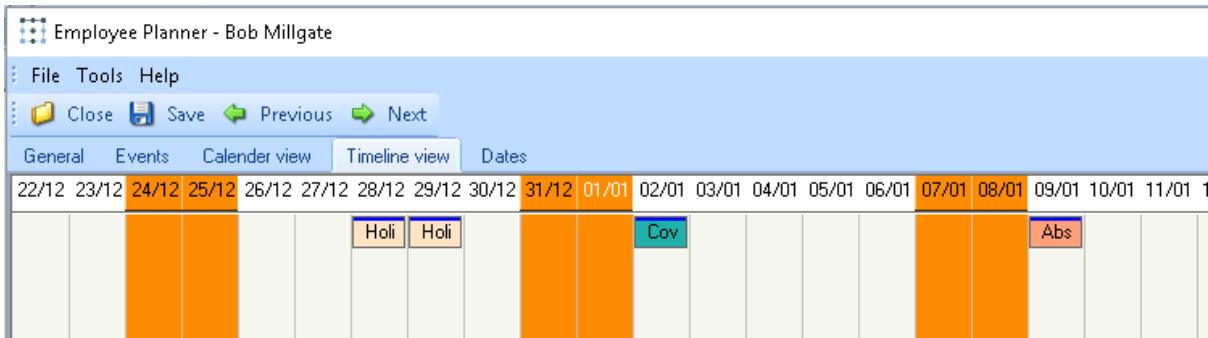 Employee Planner - Bob Millgate
File Tools Help
Close Save Previous Next
General Events Calender view Timeline view Dates
22/12 23/12 24/12 25/12 26/12 27/12 28/12 29/12 30/12 31/12 01/01 02/01 03/01 04/01 05/01 06/01 07/01 08/01 09/01 10/01 11/01
Holi Holi Cov Abs